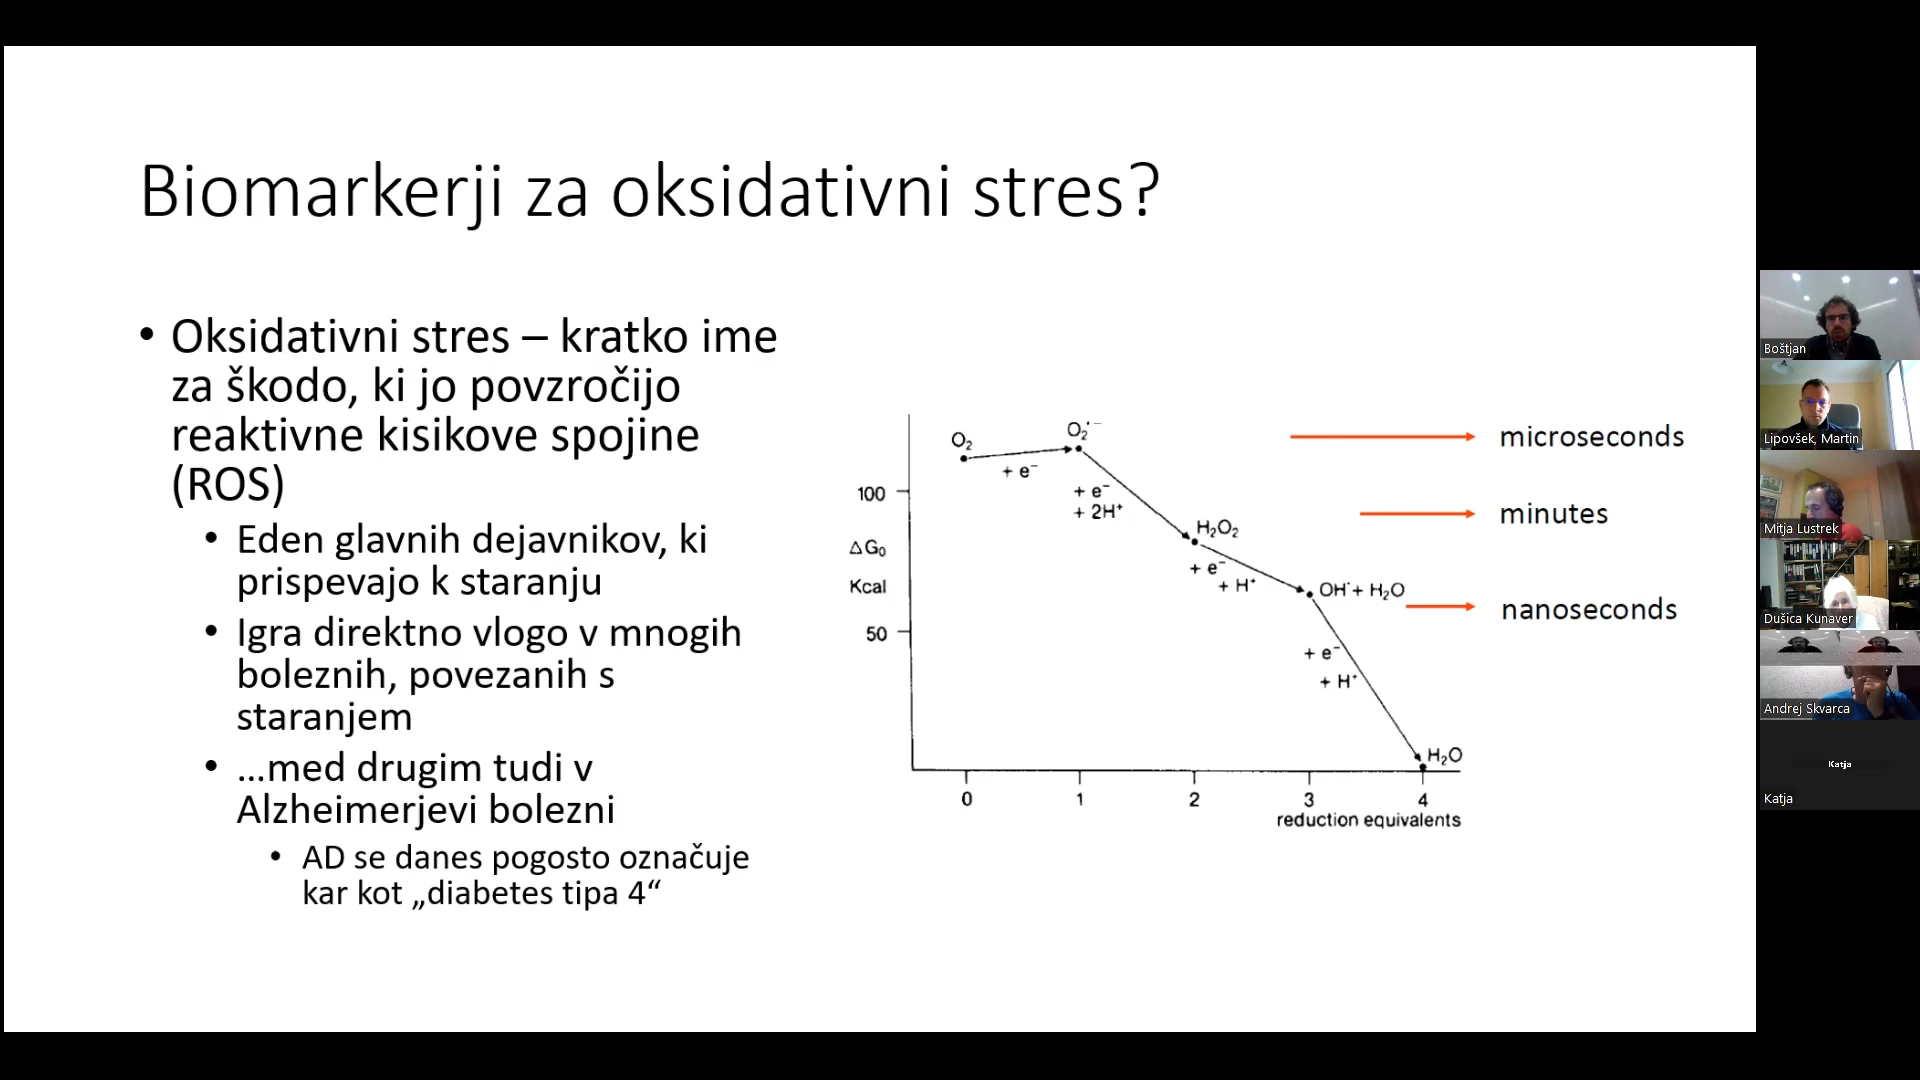 Biomarkerji za oksidativni stres?
• Oksidativni stres – kratko ime
za škodo, ki jo povzročijo
reaktivne kisikove spojine
(ROS)
• Eden glavnih dejavnikov, ki
prispevajo k staranju
• Igra direktno vlogo v mnogih
boleznih, povezanih s
staranjem
• …med drugim tudi v
Alzheimerjevi bolezni
• AD se danes pogosto označuje
kar kot „diabetes tipa 4“
O₂
+ e⁻
O₂˙⁻
+ e⁻
+ 2H⁺
H₂O₂
+ e⁻
+ H⁺
OH˙+ H₂O
+ e⁻
+ H⁺
H₂O
100
ΔG₀
Kcal
50
0 1 2 3 4
reduction equivalents
microseconds
minutes
nanoseconds
Boštjan
Lipovšek, Martin
Mitja Lustrek
Dušica Kunaver
Andrej Skvarca
Katja
Katja